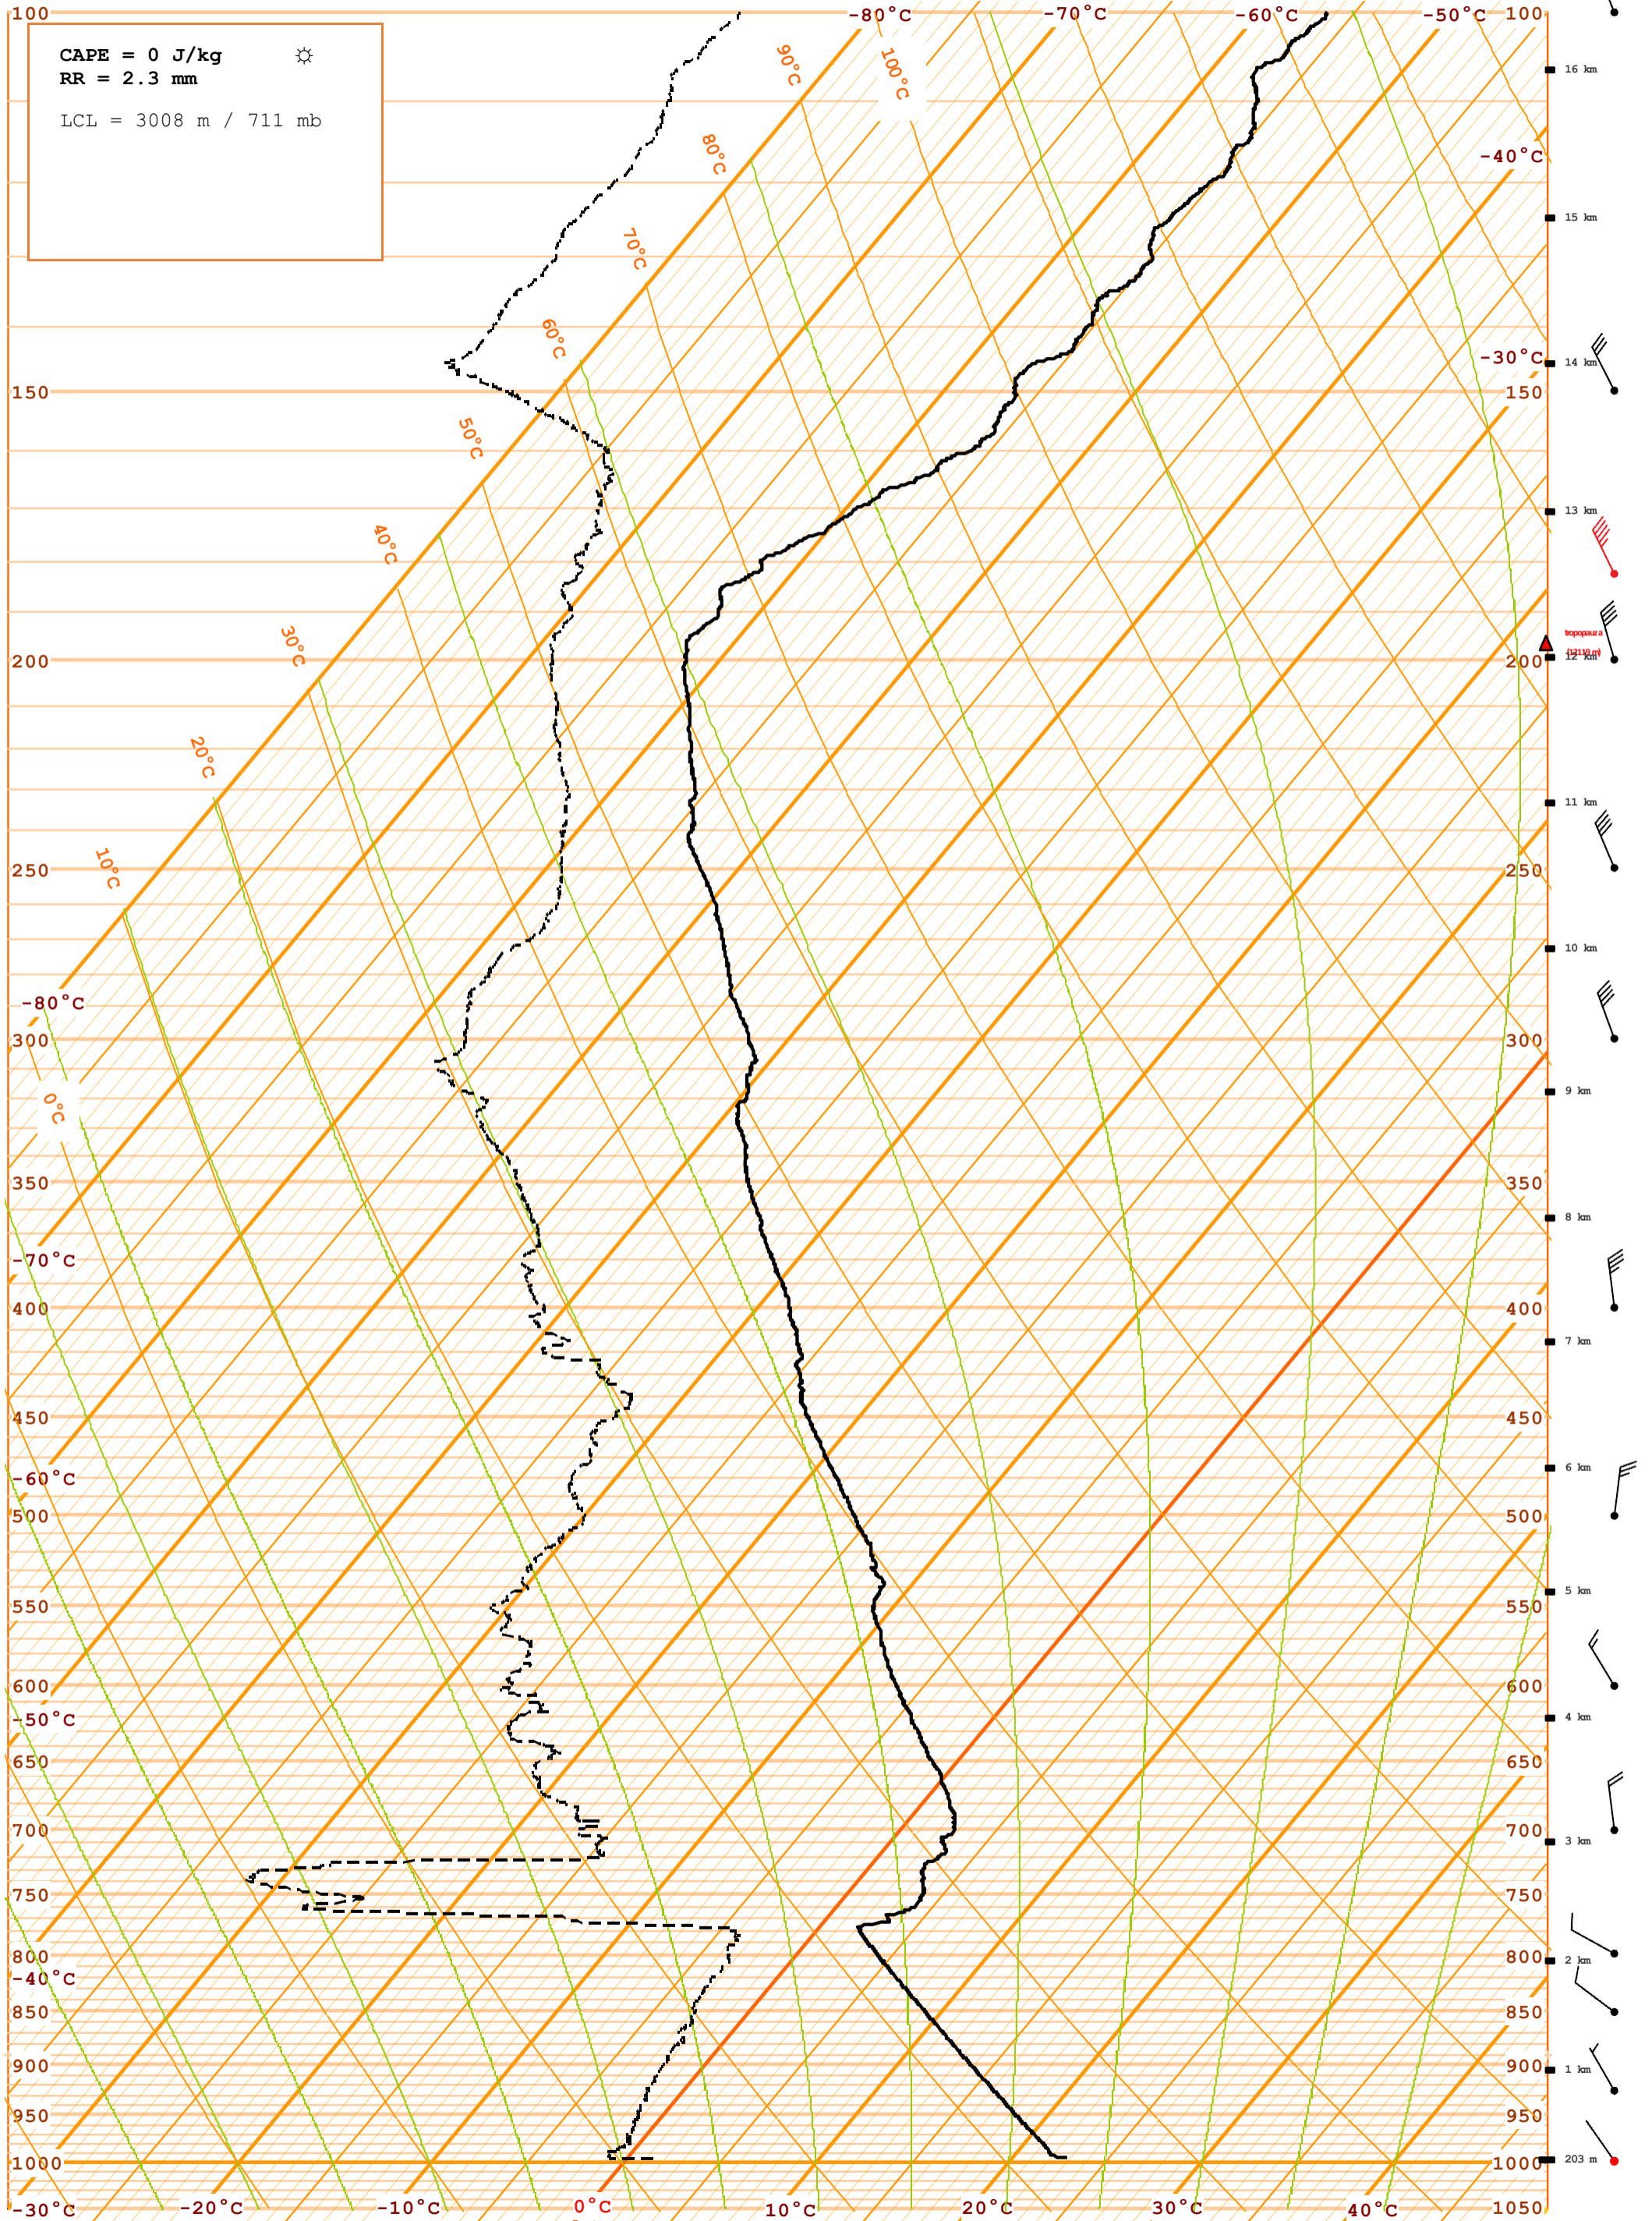 100 -80°C -70°C -60°C -50°C 100
CAPE = 0 J/kg ☼
RR = 2.3 mm
LCL = 3008 m / 711 mb
90°C 100°C
16 km
80°C
-40°C
15 km
70°C
60°C
-30°C
14 km
150 150
50°C
13 km
40°C
30°C
tropopauza
(12119 m)
200 200 12 km
20°C
11 km
10°C
250 250
10 km
-80°C
300 300
9 km
0°C
350 350
8 km
-70°C
400 400
7 km
450 450
6 km
-60°C
500 500
5 km
550 550
600 600
-50°C
4 km
650 650
700 700
3 km
750 750
800 800
2 km
-40°C
850 850
900 900
1 km
950 950
1000 1000 203 m
-30°C -20°C -10°C 0°C 10°C 20°C 30°C 40°C 1050